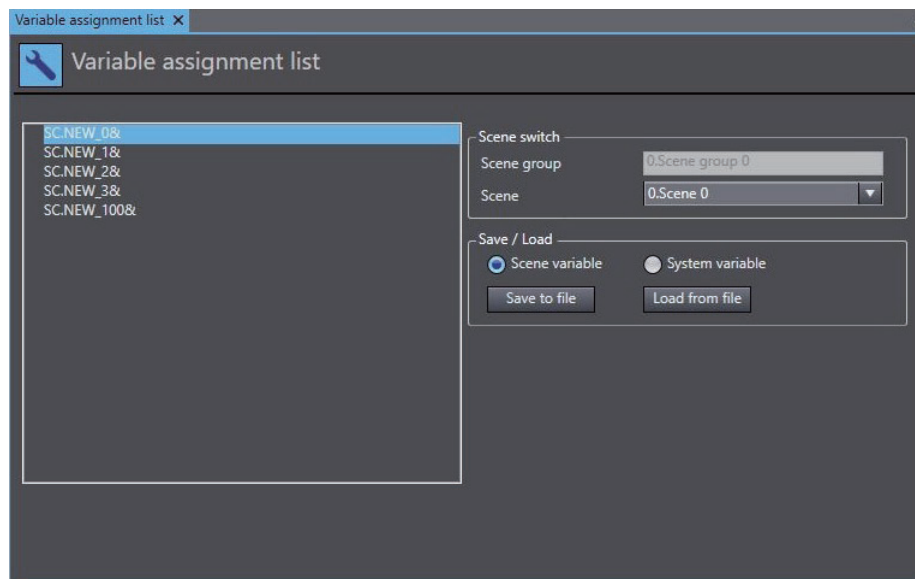 Variable assignment list X
Variable assignment list
SC.NEW_0&
SC.NEW_1&
SC.NEW_2&
SC.NEW_3&
SC.NEW_100&
Scene switch
Scene group 0.Scene group 0
Scene 0.Scene 0
Save / Load
Scene variable System variable
Save to file Load from file